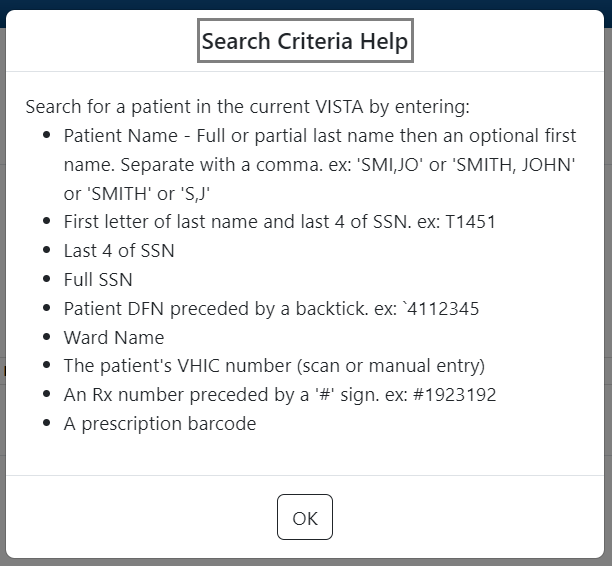 Search Criteria Help
Search for a patient in the current VISTA by entering:
• Patient Name - Full or partial last name then an optional first
name. Separate with a comma. ex: 'SMI,JO' or 'SMITH, JOHN'
or 'SMITH' or 'S,J'
• First letter of last name and last 4 of SSN. ex: T1451
• Last 4 of SSN
• Full SSN
• Patient DFN preceded by a backtick. ex: `4112345
• Ward Name
• The patient's VHIC number (scan or manual entry)
• An Rx number preceded by a '#' sign. ex: #1923192
• A prescription barcode
OK